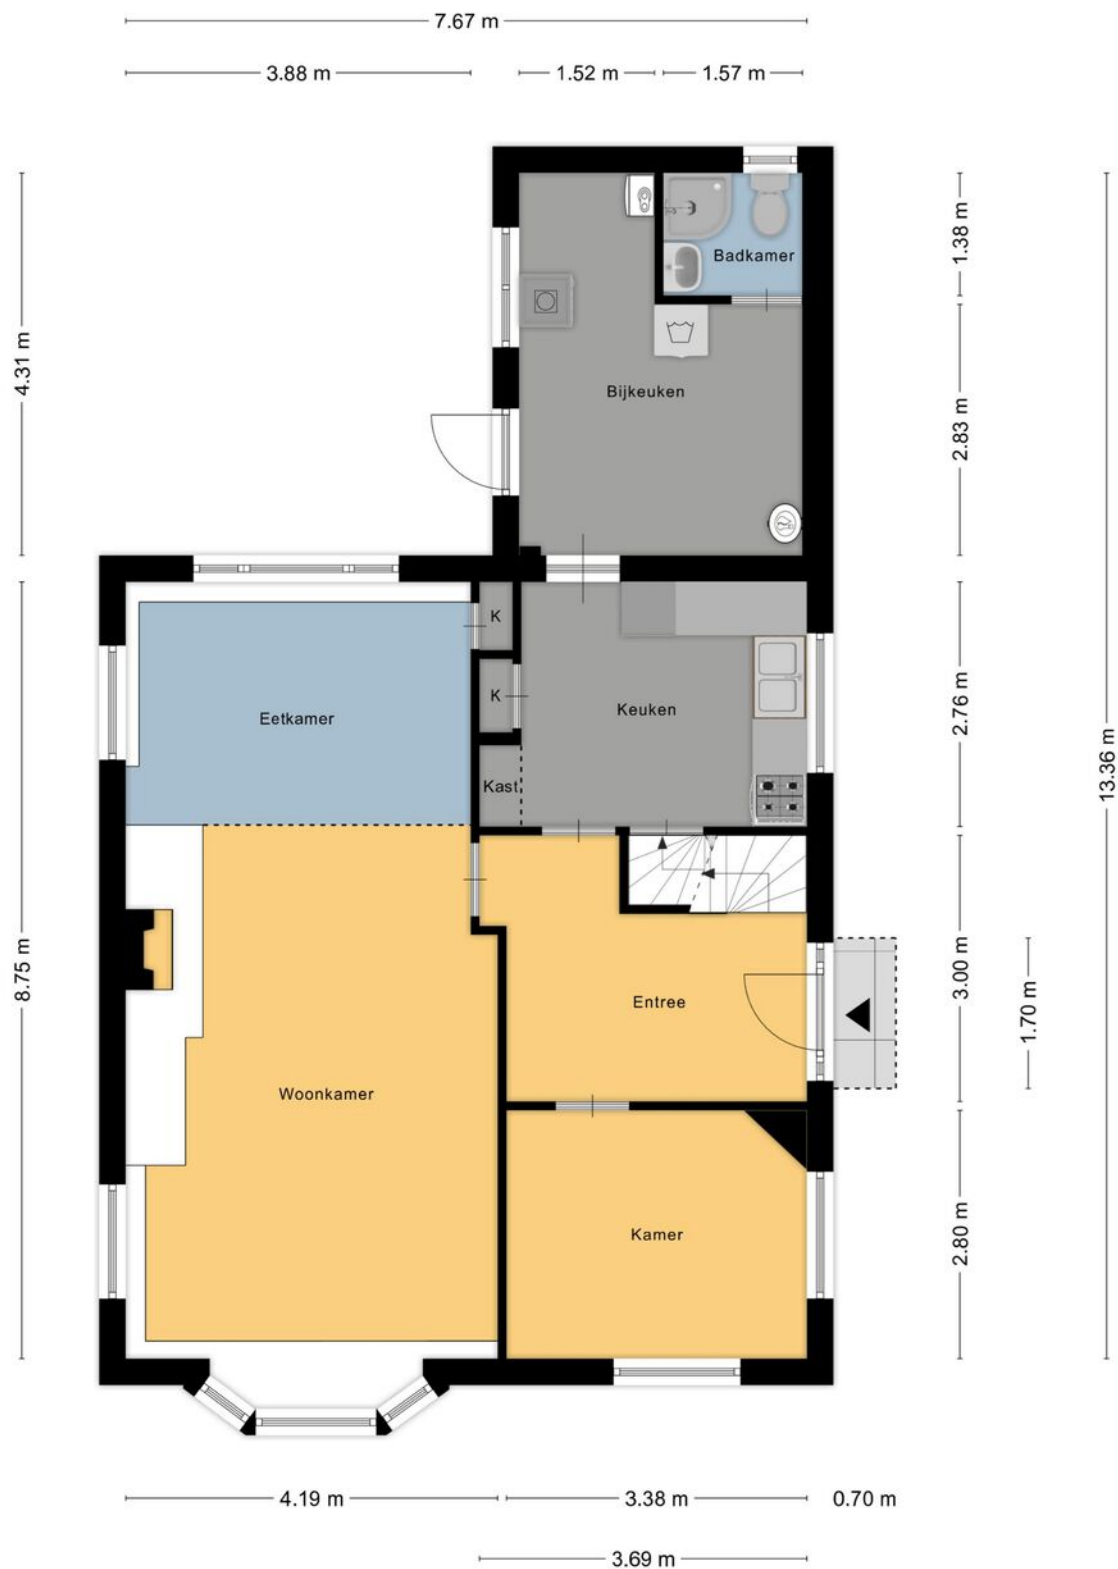 7.67 m
3.88 m
1.52 m
1.57 m
1.38 m
Badkamer
4.31 m
Bijkeuken
2.83 m
K
K
Keuken
Eetkamer
2.76 m
13.36 m
Kast
8.75 m
Entree
3.00 m
1.70 m
Woonkamer
Kamer
2.80 m
4.19 m
3.38 m
0.70 m
3.69 m